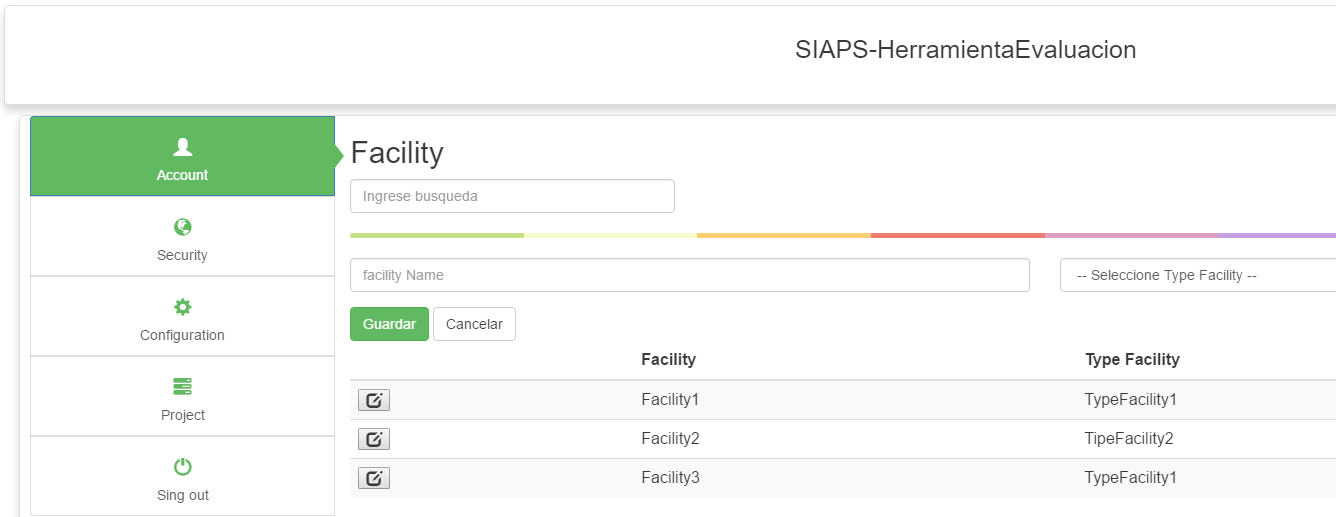 SIAPS-HerramientaEvaluacion
Account
Security
Configuration
Project
Sing out
Facility
Ingrese busqueda
facility Name
-- Seleccione Type Facility --
Guardar Cancelar
Facility Type Facility
Facility1 TypeFacility1
Facility2 TipeFacility2
Facility3 TypeFacility1